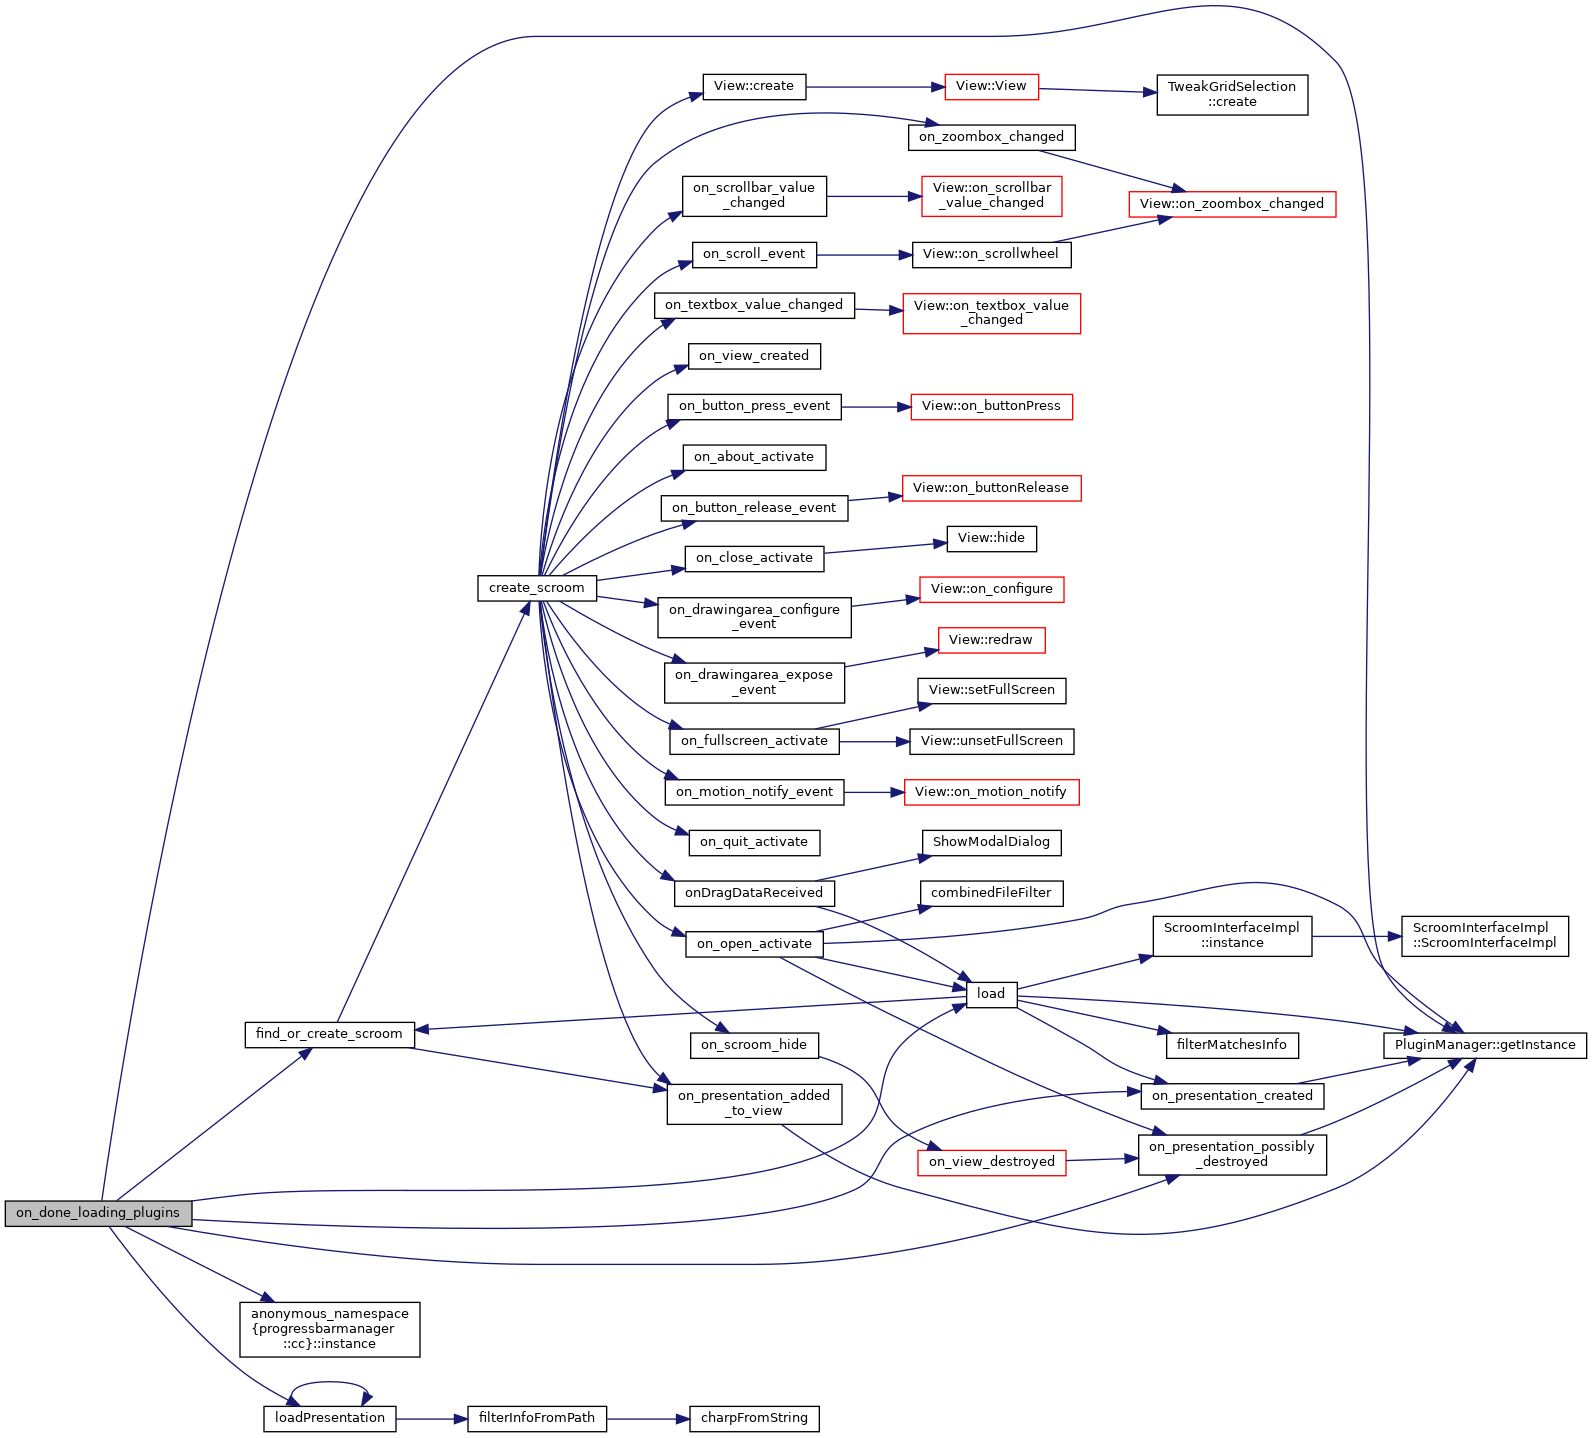 View::create
View::View
TweakGridSelection
::create
on_zoombox_changed
on_scrollbar_value
_changed
View::on_scrollbar
_value_changed
View::on_zoombox_changed
on_scroll_event
View::on_scrollwheel
on_textbox_value_changed
View::on_textbox_value
_changed
on_view_created
on_button_press_event
View::on_buttonPress
on_about_activate
on_button_release_event
View::on_buttonRelease
on_close_activate
View::hide
create_scroom
on_drawingarea_configure
_event
View::on_configure
on_drawingarea_expose
_event
View::redraw
on_fullscreen_activate
View::setFullScreen
View::unsetFullScreen
on_motion_notify_event
View::on_motion_notify
on_quit_activate
ShowModalDialog
onDragDataReceived
combinedFileFilter
on_open_activate
ScroomInterfaceImpl
::instance
ScroomInterfaceImpl
::ScroomInterfaceImpl
load
find_or_create_scroom
on_scroom_hide
filterMatchesInfo
PluginManager::getInstance
on_presentation_added
_to_view
on_presentation_created
on_view_destroyed
on_presentation_possibly
_destroyed
on_done_loading_plugins
anonymous_namespace
{progressbarmanager
::cc}::instance
loadPresentation
filterInfoFromPath
charpFromString